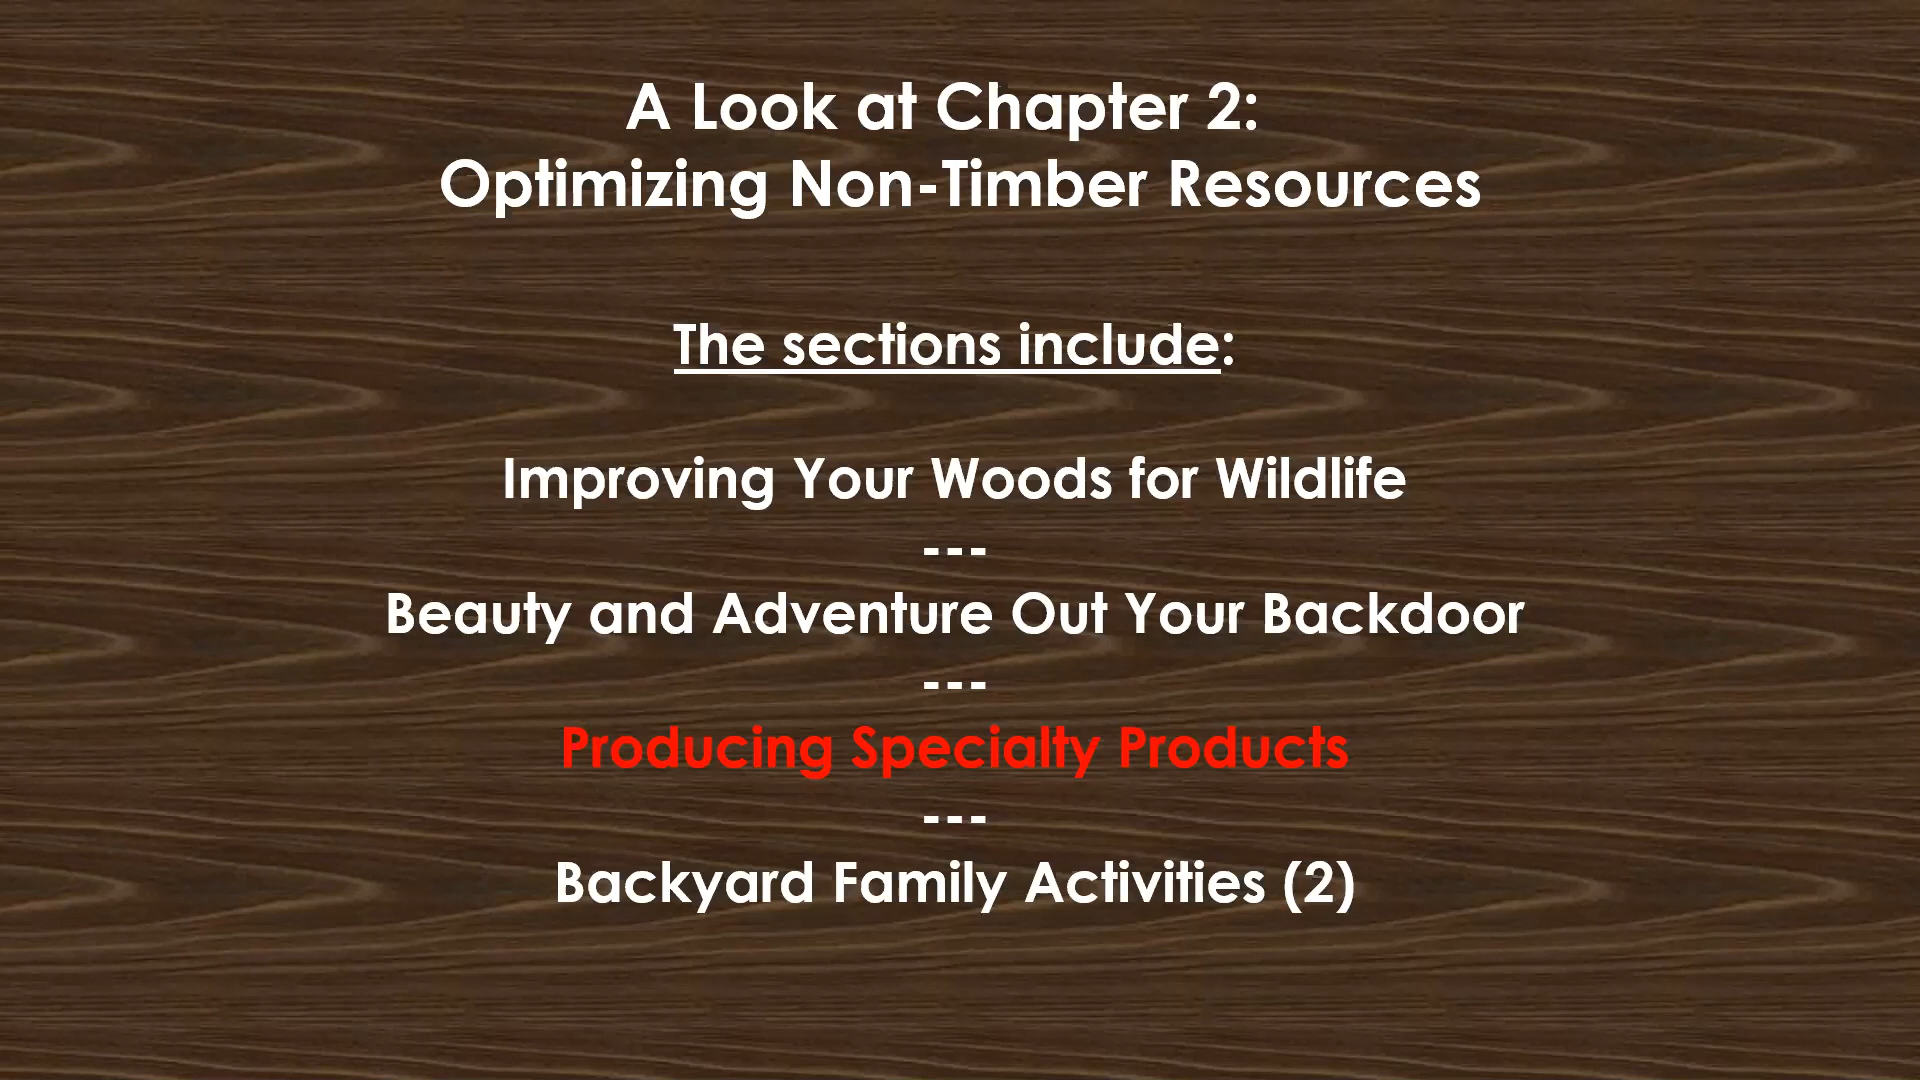 A Look at Chapter 2:
Optimizing Non-Timber Resources
The sections include:
Improving Your Woods for Wildlife
---
Beauty and Adventure Out Your Backdoor
---
Producing Specialty Products
---
Backyard Family Activities (2)